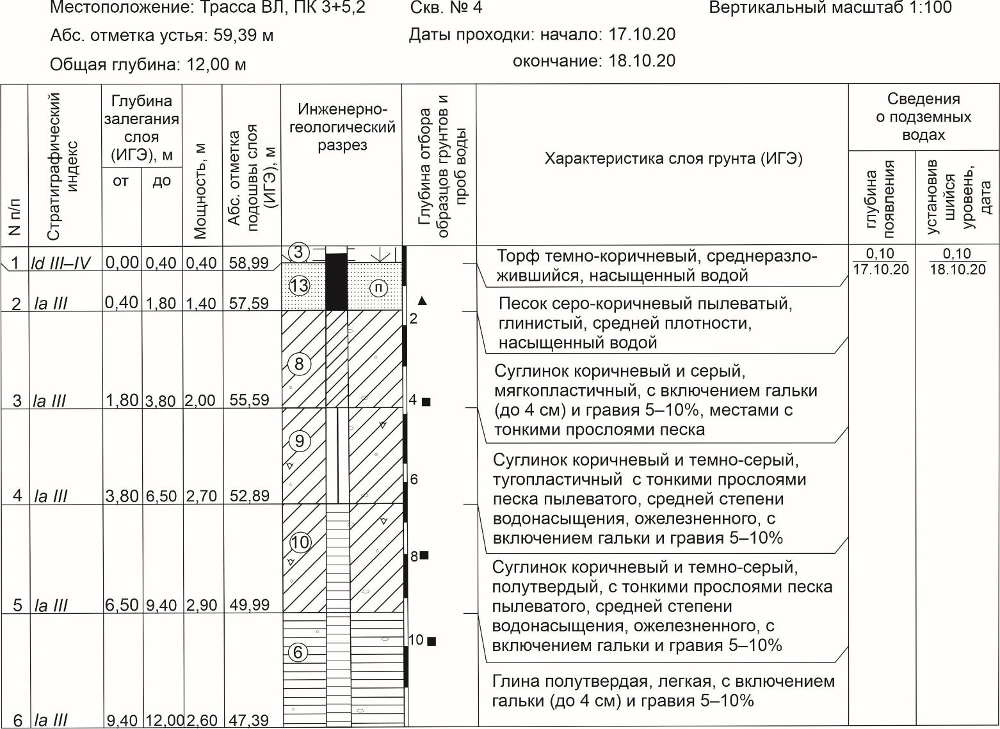 Местоположение: Трасса ВЛ, ПК 3+5,2 Скв. № 4 Вертикальный масштаб 1:100
Абс. отметка устья: 59,39 м Даты проходки: начало: 17.10.20
Общая глубина: 12,00 м окончание: 18.10.20
N п/п
Стратиграфический
индекс
Глубина
залегания
слоя
(ИГЭ), м
от до
Мощность, м
Абс. отметка
подошвы слоя
(ИГЭ), м
Инженерно-
геологический
разрез
Глубина отбора
образцов грунтов и
проб воды
Характеристика слоя грунта (ИГЭ)
Сведения
о подземных
водах
глубина
появления
установив
шийся
уровень,
дата
1 ld III–IV 0,00 0,40 0,40 58,99
3
Торф темно-коричневый, среднеразло-
жившийся, насыщенный водой
0,10
17.10.20
0,10
18.10.20
2 la III 0,40 1,80 1,40 57,59
13 п
Песок серо-коричневый пылеватый,
глинистый, средней плотности,
насыщенный водой
2
3 la III 1,80 3,80 2,00 55,59
8
4
Суглинок коричневый и серый,
мягкопластичный, с включением гальки
(до 4 см) и гравия 5–10%, местами с
тонкими прослоями песка
4 la III 3,80 6,50 2,70 52,89
9
6
Суглинок коричневый и темно-серый,
тугопластичный с тонкими прослоями
песка пылеватого, средней степени
водонасыщения, ожелезненного, с
включением гальки и гравия 5–10%
5 la III 6,50 9,40 2,90 49,99
10
8
Суглинок коричневый и темно-серый,
полутвердый, с тонкими прослоями песка
пылеватого, средней степени
водонасыщения, ожелезненного, с
включением гальки и гравия 5–10%
6 la III 9,40 12,00 2,60 47,39
6
10
Глина полутвердая, легкая, с включением
гальки (до 4 см) и гравия 5–10%